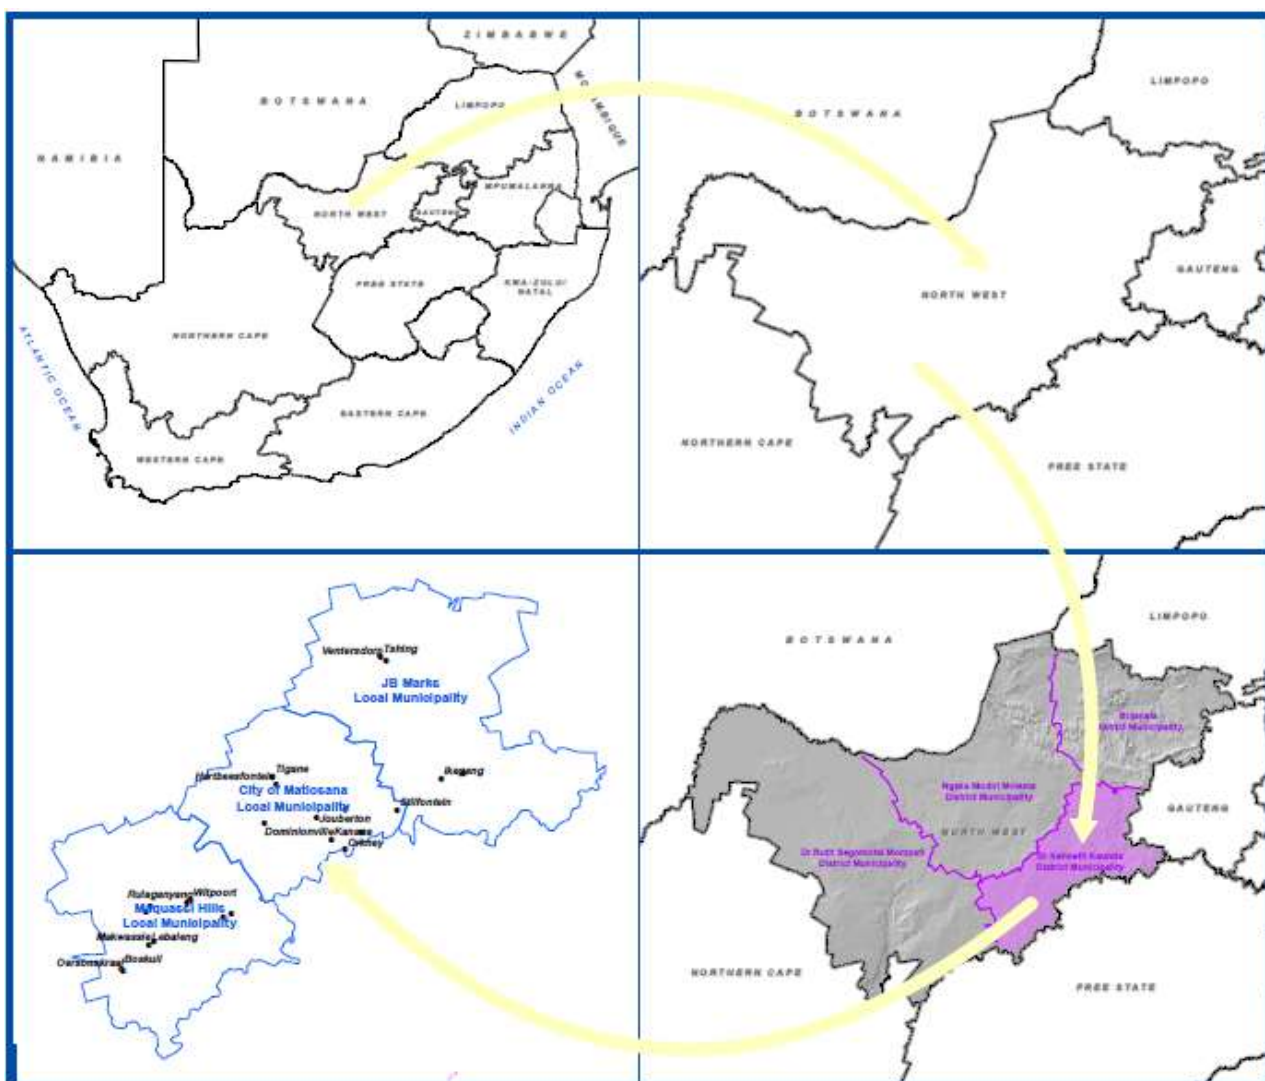 ZIMBABWE
BOTSWANA
LIMPOPO
NAMIBIA
MPUMALANGA
NORTH WEST
GAUTENG
FREE STATE
KWA-ZULU/
NATAL
NORTHERN CAPE
EASTERN CAPE
WESTERN CAPE
ATLANTIC OCEAN
INDIAN OCEAN
LIMPOPO
BOTSWANA
GAUTENG
NORTH WEST
NORTHERN CAPE
FREE STATE
Ventersdorp
Tshing
JB Marks
Local Municipality
Ikageng
Hartbeesfontein
Tigane
City of Matlosana
Local Municipality
Stilfontein
Jouberton
Dominionville
Kanana
Orkney
Rulaganyang
Witpoort
Maquassi Hills
Local Municipality
Makwassie
Lebaleng
Boskuil
LIMPOPO
BOTSWANA
Bojanala
District Municipality
Ngaka Modiri Molema
District Municipality
GAUTENG
NORTH WEST
Dr Ruth Segomotsi Mompati
District Municipality
Dr Kenneth Kaunda
District Municipality
NORTHERN CAPE
FREE STATE